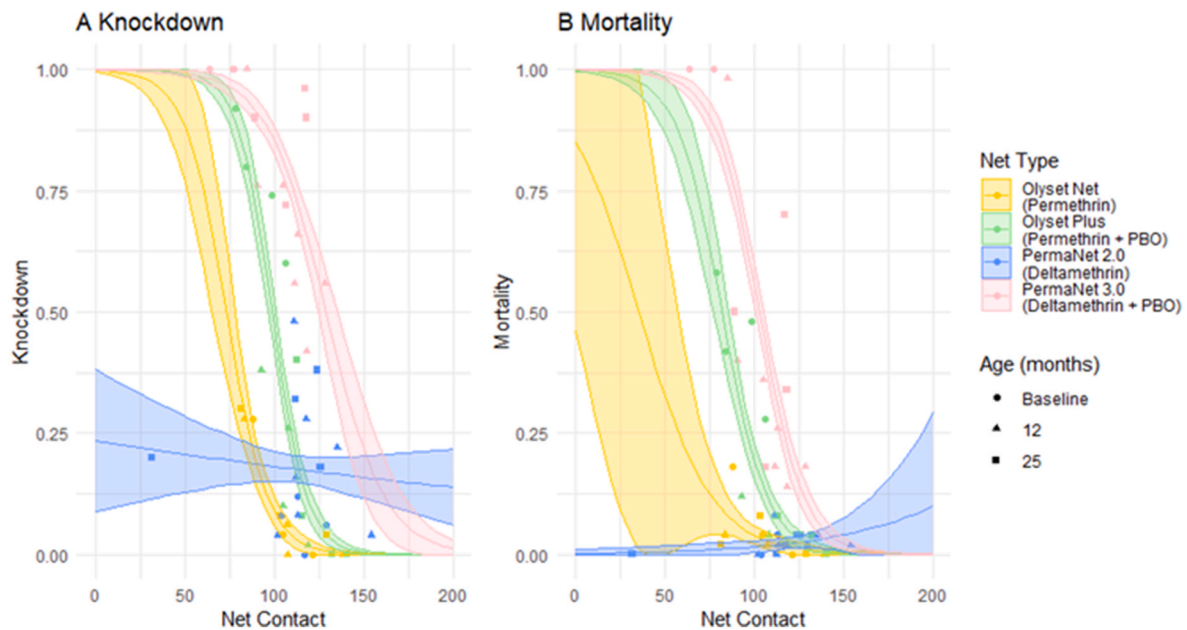 A Knockdown
B Mortality
1.00
0.75
0.50
0.25
0.00
Knockdown
0
50
100
150
200
Net Contact
1.00
0.75
0.50
0.25
0.00
Mortality
0
50
100
150
200
Net Contact
Net Type
Olyset Net
(Permethrin)
Olyset Plus
(Permethrin + PBO)
PermaNet 2.0
(Deltamethrin)
PermaNet 3.0
(Deltamethrin + PBO)
Age (months)
Baseline
12
25